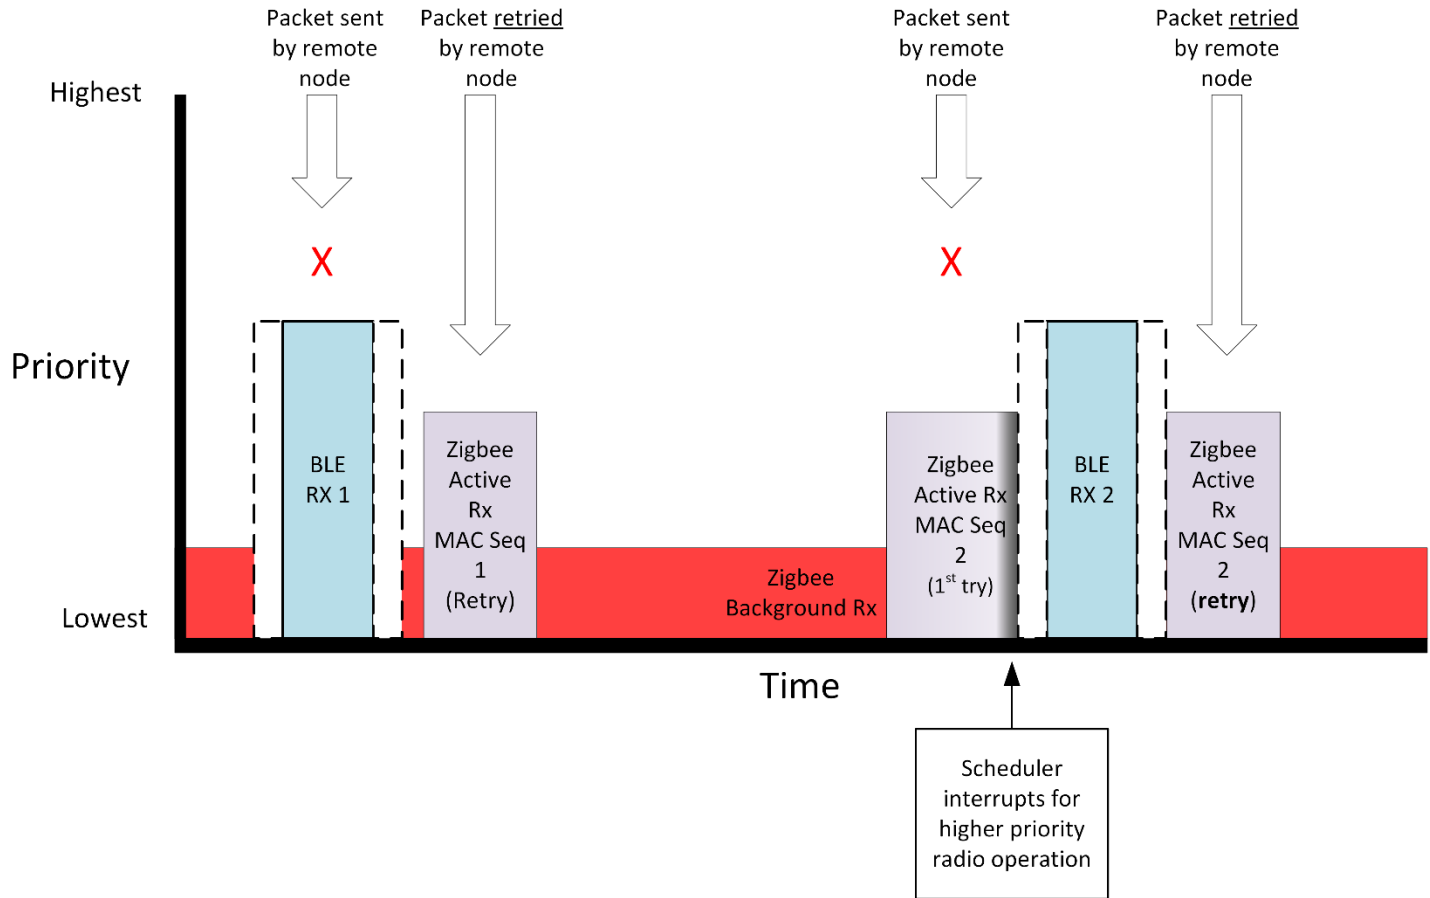 Packet sent
by remote
node
Packet retried
by remote
node
Packet sent
by remote
node
Packet retried
by remote
node
Highest
X
X
Priority
BLE
RX 1
Zigbee
Active
Rx
MAC Seq
1
(Retry)
Zigbee
Background Rx
Zigbee
Active Rx
MAC Seq
2
(1st try)
BLE
RX 2
Zigbee
Active
Rx
MAC Seq
2
(retry)
Lowest
Time
Scheduler
interrupts for
higher priority
radio operation